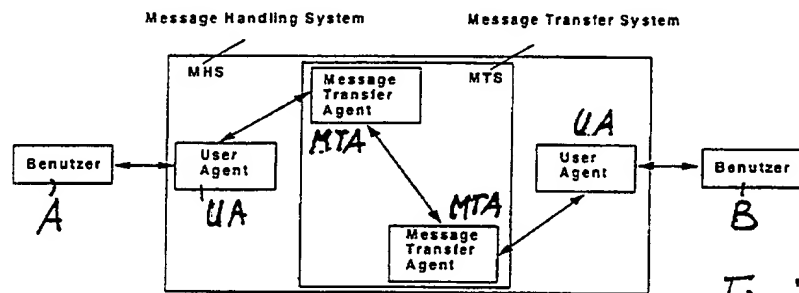 Message Handling System
Message Transfer System
MHS
MTS
Message
Transfer
Agent
MTA
UA
Benutzer
User
Agent
User
Agent
Benutzer
A
UA
MTA
B
Message
Transfer
Agent